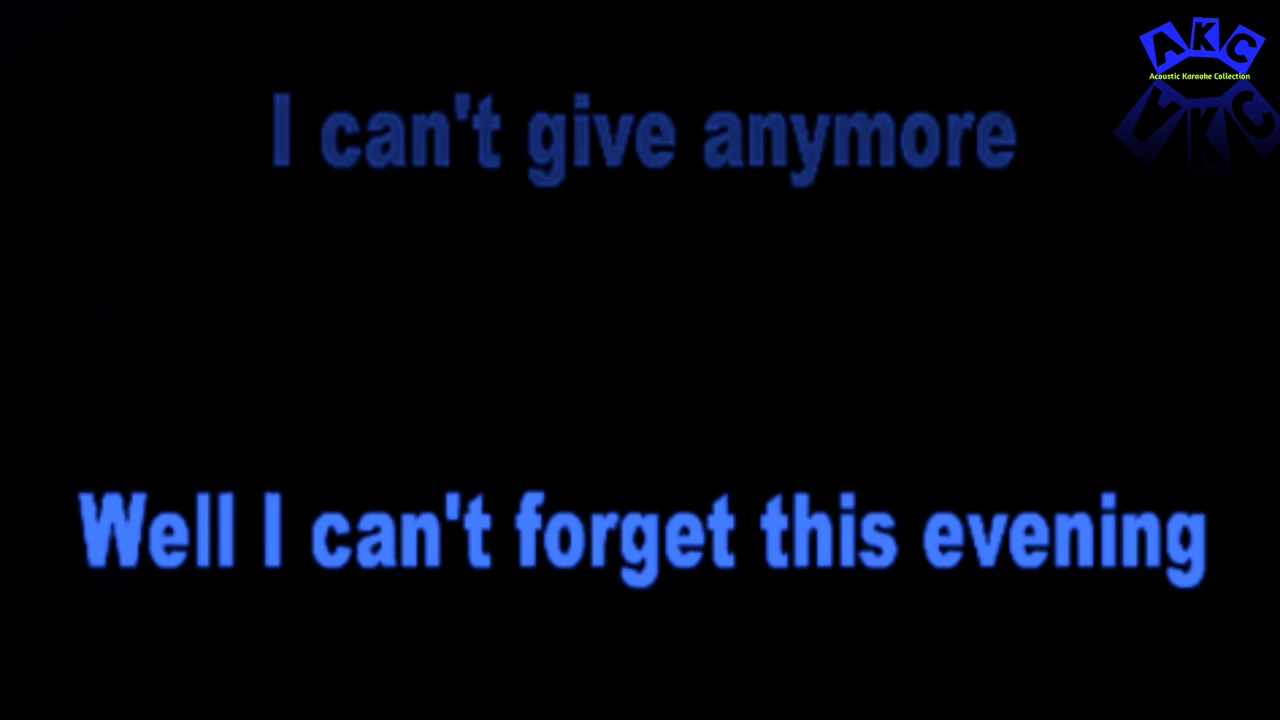 AKC
Acoustic Karaoke Collection
I can't give anymore
Well I can't forget this evening